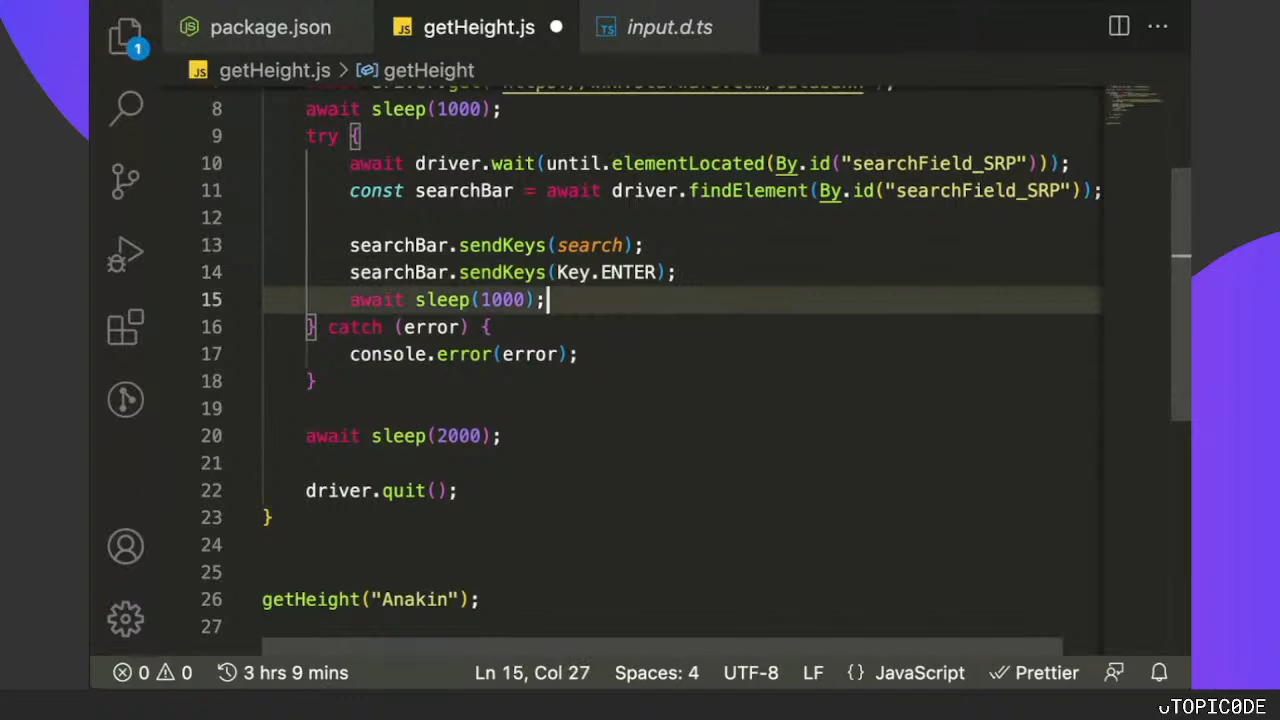 package.json
getHeight.js
input.d.ts
1
getHeight.js > getHeight
8 await sleep(1000);
9 try {
10 await driver.wait(until.elementLocated(By.id("searchField_SRP")));
11 const searchBar = await driver.findElement(By.id("searchField_SRP"));
12
13 searchBar.sendKeys(search);
14 searchBar.sendKeys(Key.ENTER);
15 await sleep(1000);
16 } catch (error) {
17 console.error(error);
18 }
19
20 await sleep(2000);
21
22 driver.quit();
23 }
24
25
26 getHeight("Anakin");
27
0 0 3 hrs 9 mins Ln 15, Col 27 Spaces: 4 UTF-8 LF {} JavaScript Prettier